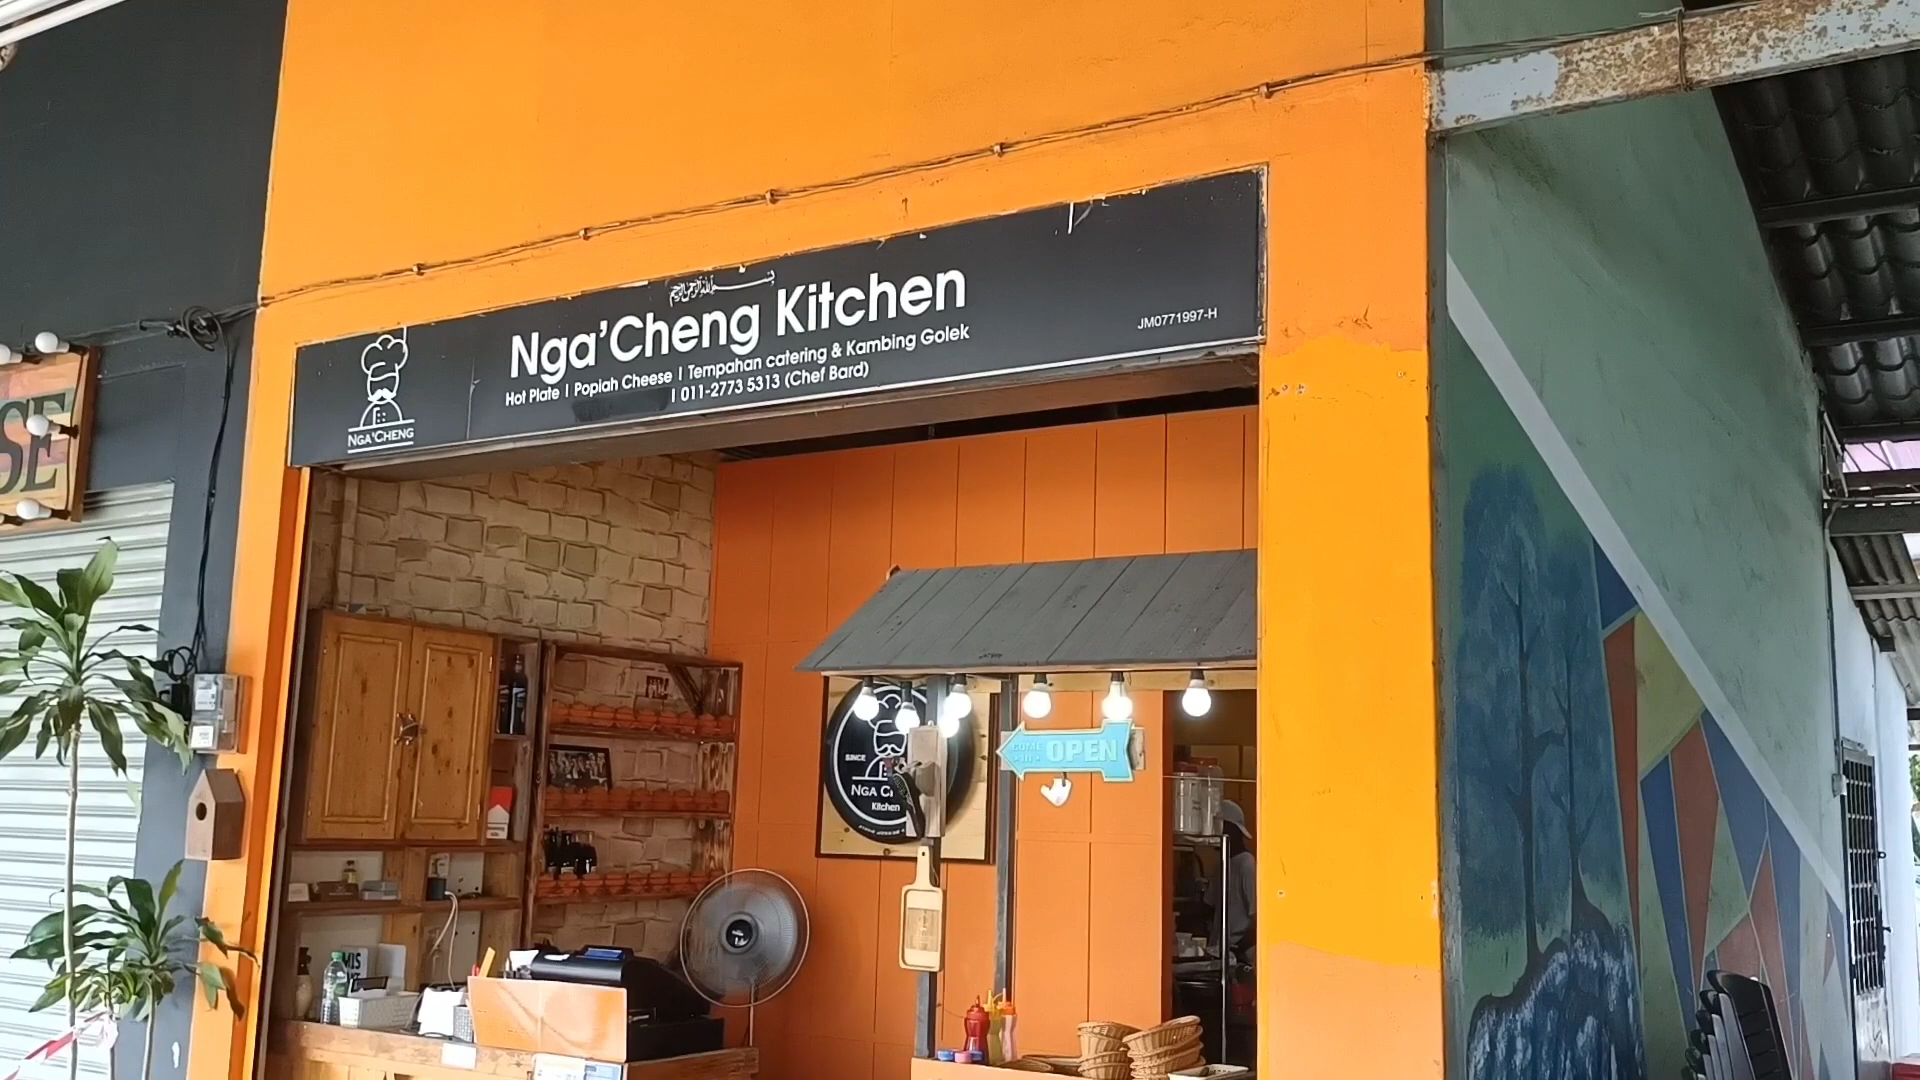 بسم الله الرحمن الرحيم
Nga'Cheng Kitchen
Hot Plate | Popiah Cheese | Tempahan catering & Kambing Golek
| 011-2773 5313 (Chef Bard)
JM0771997-H
NGA'CHENG
SE
SINCE
NGA C
Kitchen
COME
IN
OPEN